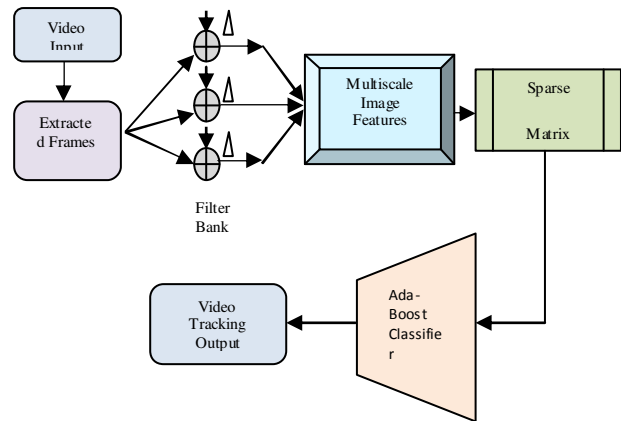 Video
Input
Extracte
d Frames
Filter
Bank
Multiscale
Image
Features
Sparse
Matrix
Ada-
Boost
Classifie
r
Video
Tracking
Output